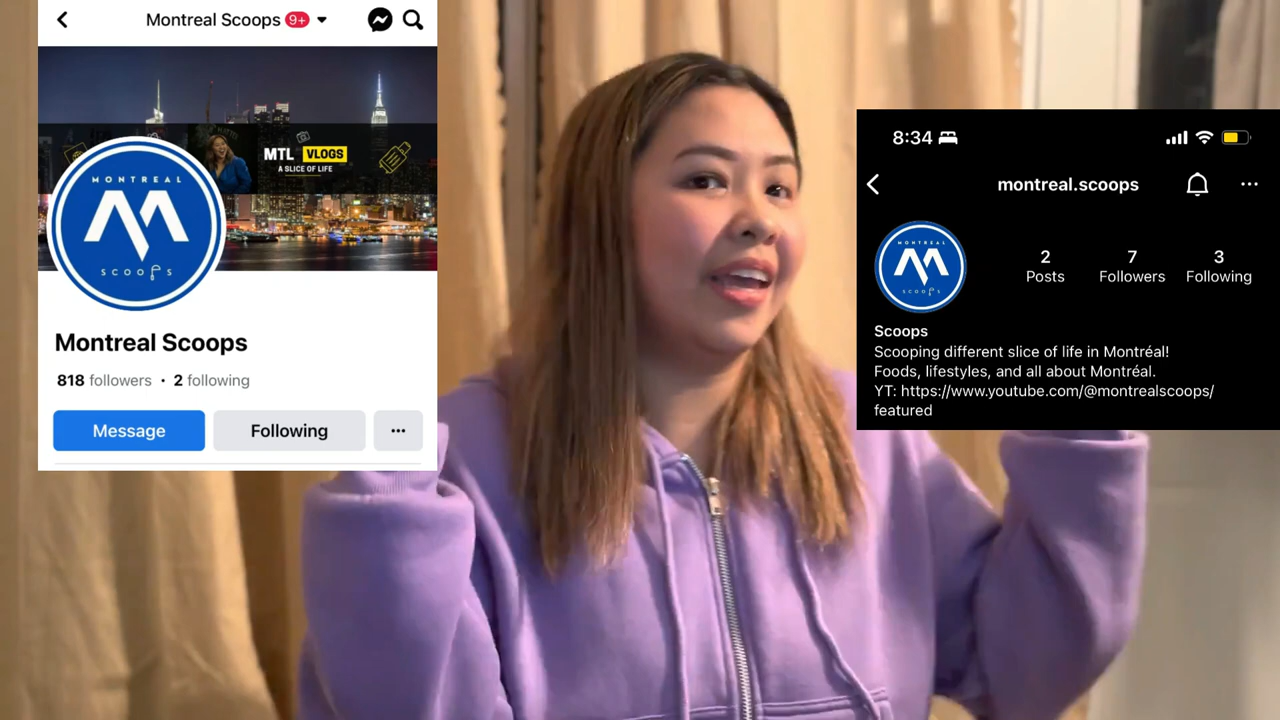 Montreal Scoops 9+
MTL VLOGS
A SLICE OF LIFE
MONTREAL
SCOOPS
Montreal Scoops
818 followers • 2 following
Message
Following
8:34
montreal.scoops
MONTREAL
SCOOPS
2
Posts
7
Followers
3
Following
Scoops
Scooping different slice of life in Montréal!
Foods, lifestyles, and all about Montréal.
YT: https://www.youtube.com/@montrealscoops/
featured